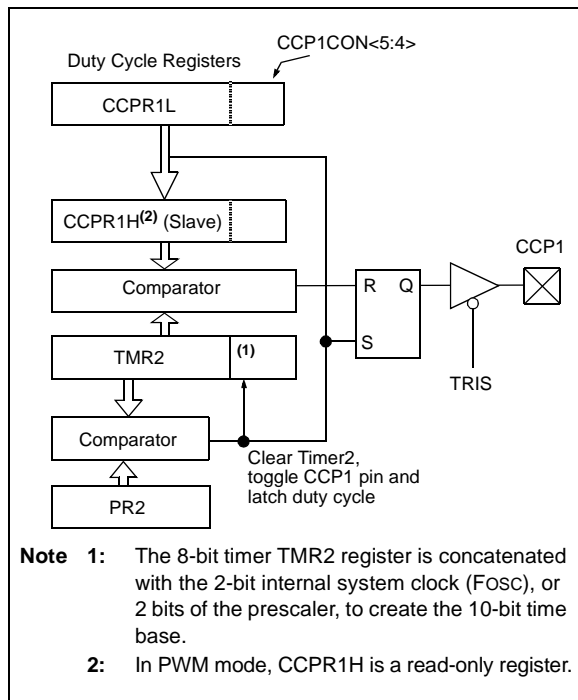 CCP1CON<5:4>
Duty Cycle Registers
CCPR1L
CCPR1H(2) (Slave)
CCP1
Comparator
R Q
TMR2
(1)
S
TRIS
Comparator
Clear Timer2,
toggle CCP1 pin and
latch duty cycle
PR2
Note 1: The 8-bit timer TMR2 register is concatenated
with the 2-bit internal system clock (FOSC), or
2 bits of the prescaler, to create the 10-bit time
base.
2: In PWM mode, CCPR1H is a read-only register.